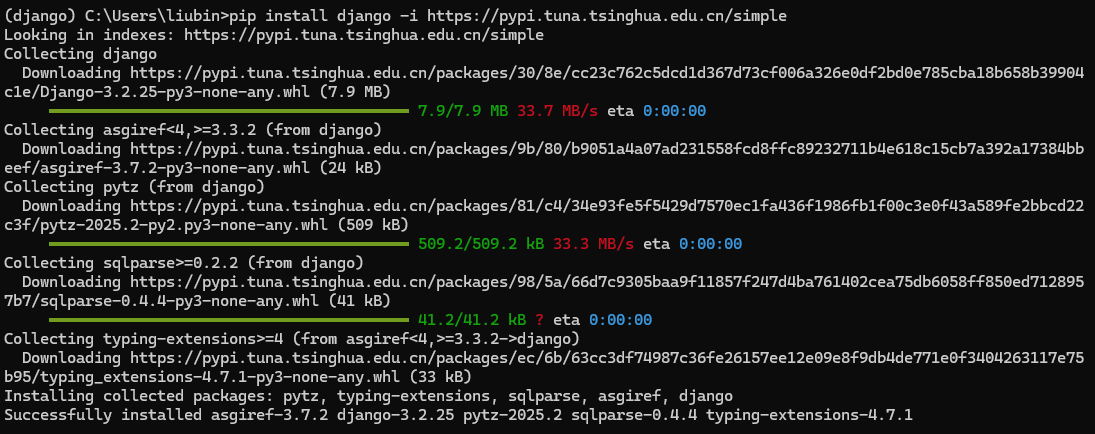 (django) C:\Users\liubin>pip install django -i https://pypi.tuna.tsinghua.edu.cn/simple
Looking in indexes: https://pypi.tuna.tsinghua.edu.cn/simple
Collecting django
  Downloading https://pypi.tuna.tsinghua.edu.cn/packages/30/8e/cc23c762c5dcd1d367d73cf006a326e0df2bd0e785cba18b658b39904
c1e/Django-3.2.25-py3-none-any.whl (7.9 MB)
7.9/7.9 MB 33.7 MB/s eta 0:00:00
Collecting asgiref<4,>=3.3.2 (from django)
  Downloading https://pypi.tuna.tsinghua.edu.cn/packages/9b/80/b9051a4a07ad231558fcd8ffc89232711b4e618c15cb7a392a17384bb
eef/asgiref-3.7.2-py3-none-any.whl (24 kB)
Collecting pytz (from django)
  Downloading https://pypi.tuna.tsinghua.edu.cn/packages/81/c4/34e93fe5f5429d7570ec1fa436f1986fb1f00c3e0f43a589fe2bbcd22
c3f/pytz-2025.2-py2.py3-none-any.whl (509 kB)
509.2/509.2 kB 33.3 MB/s eta 0:00:00
Collecting sqlparse>=0.2.2 (from django)
  Downloading https://pypi.tuna.tsinghua.edu.cn/packages/98/5a/66d7c9305baa9f11857f247d4ba761402cea75db6058ff850ed712895
7b7/sqlparse-0.4.4-py3-none-any.whl (41 kB)
41.2/41.2 kB ? eta 0:00:00
Collecting typing-extensions>=4 (from asgiref<4,>=3.3.2->django)
  Downloading https://pypi.tuna.tsinghua.edu.cn/packages/ec/6b/63cc3df74987c36fe26157ee12e09e8f9db4de771e0f3404263117e75
b95/typing_extensions-4.7.1-py3-none-any.whl (33 kB)
Installing collected packages: pytz, typing-extensions, sqlparse, asgiref, django
Successfully installed asgiref-3.7.2 django-3.2.25 pytz-2025.2 sqlparse-0.4.4 typing-extensions-4.7.1